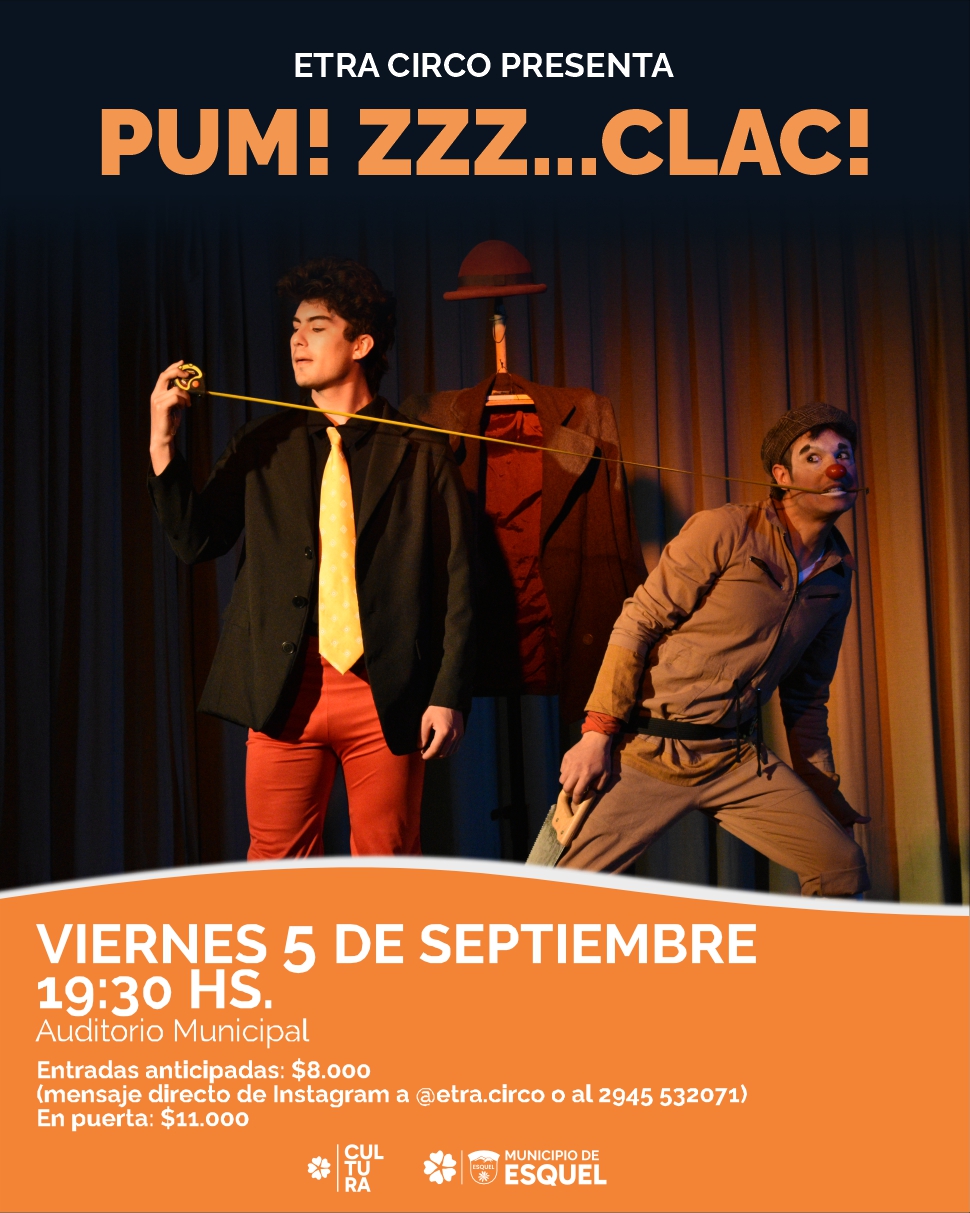 ETRA CIRCO PRESENTA
PUM! ZZZ...CLAC!
VIERNES 5 DE SEPTIEMBRE
19:30 HS.
Auditorio Municipal
Entradas anticipadas: $8.000
(mensaje directo de Instagram a @etra.circo o al 2945 532071)
En puerta: $11.000
CUL
TU
RA
ESQUEL
MUNICIPIO DE
ESQUEL